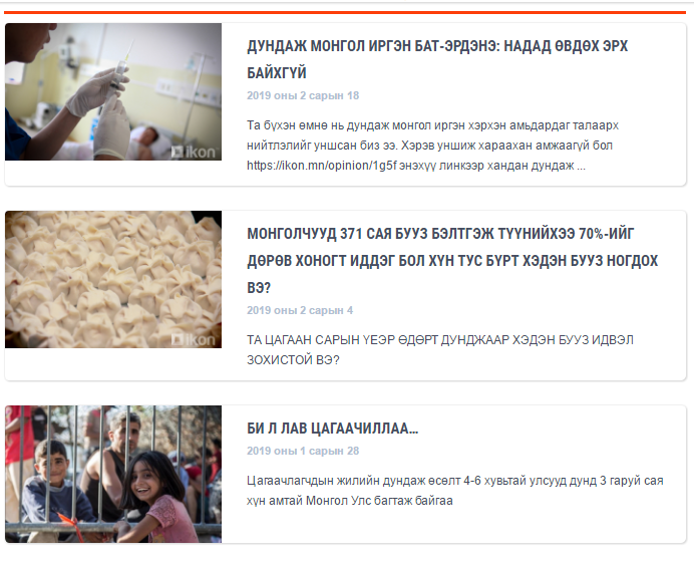 ДУНДАЖ МОНГОЛ ИРГЭН БАТ-ЭРДЭНЭ: НАДАД ӨВДӨХ ЭРХ
БАЙХГҮЙ
2019 оны 2 сарын 18
Та бүхэн өмнө нь дундаж монгол иргэн хэрхэн амьдардаг талаарх
нийтлэлийг уншсан биз ээ. Хэрэв уншиж хараахан амжаагүй бол
https://ikon.mn/opinion/1g5f энэхүү линкээр хандан дундаж ...
ikon
МОНГОЛЧУУД 371 САЯ БУУЗ БЭЛТГЭЖ ТҮҮНИЙХЭЭ 70%-ИЙГ
ДӨРӨВ ХОНОГТ ИДДЭГ БОЛ ХҮН ТУС БҮРТ ХЭДЭН БУУЗ НОГДОХ
ВЭ?
2019 оны 2 сарын 4
ТА ЦАГААН САРЫН ҮЕЭР ӨДӨРТ ДУНДЖААР ХЭДЭН БУУЗ ИДВЭЛ
ЗОХИСТОЙ ВЭ?
ikon
БИ Л ЛАВ ЦАГААЧИЛЛАА...
2019 оны 1 сарын 28
Цагаачлагчдын жилийн дундаж өсөлт 4-6 хувьтай улсууд дунд 3 гаруй сая
хүн амтай Монгол Улс багтаж байгаа